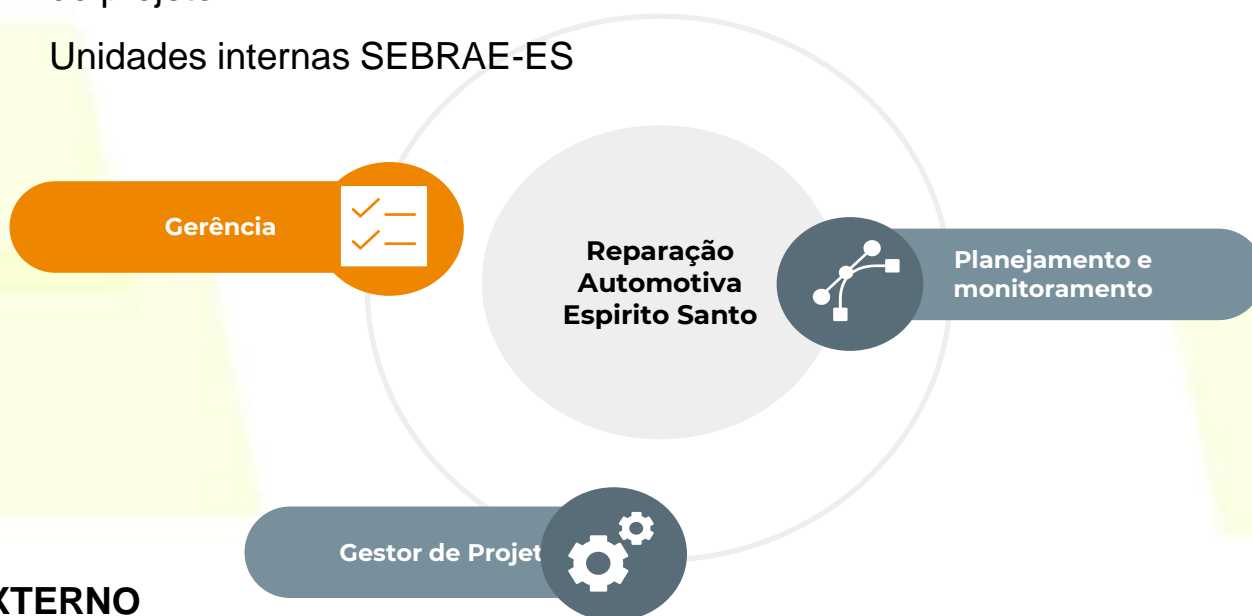 Unidades internas SEBRAE-ES
Gerência
Reparação
Automotiva
Espirito Santo
Planejamento e
monitoramento
Gestor de Projet
XTERNO